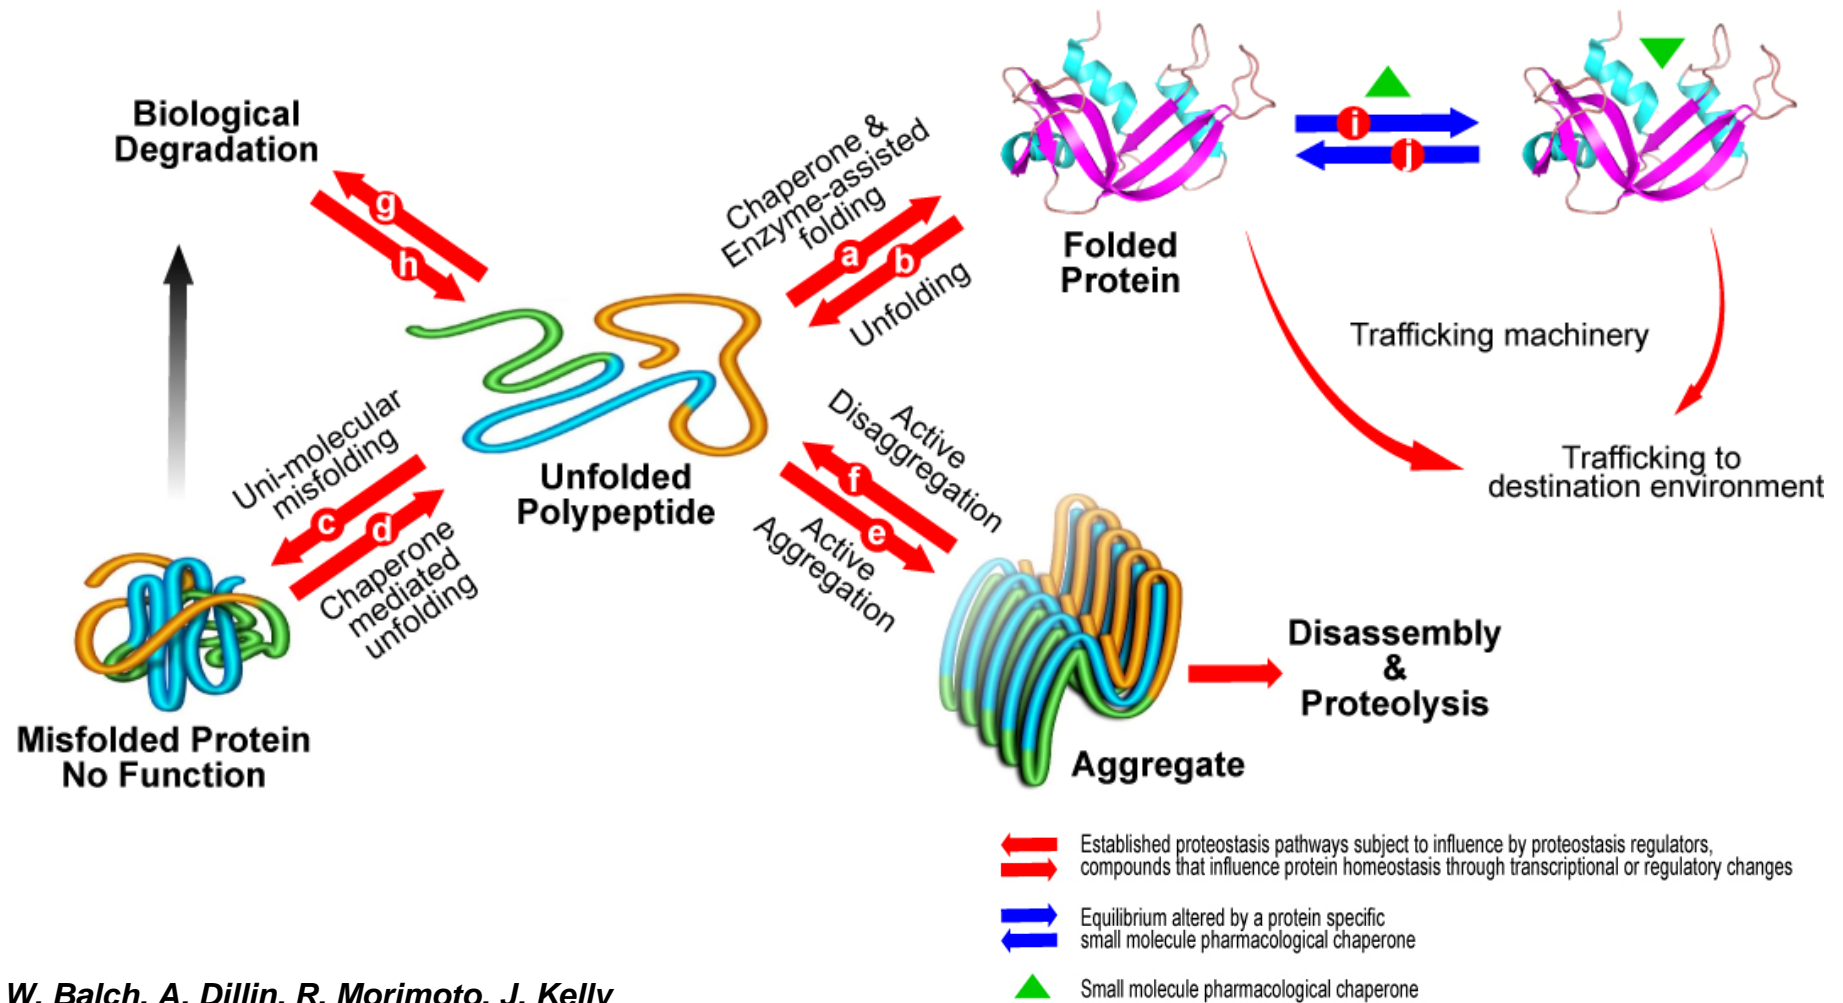 Biological
Degradation
g
h
Chaperone &
Enzyme-assisted
folding
a
b
Unfolding
Folded
Protein
i
j
Trafficking machinery
Trafficking to
destination environment
Uni-molecular
misfolding
c
d
Chaperone
mediated
unfolding
Unfolded
Polypeptide
Active
Disaggregation
f
e
Active
Aggregation
Misfolded Protein
No Function
Aggregate
Disassembly
&
Proteolysis
Established proteostasis pathways subject to influence by proteostasis regulators,
compounds that influence protein homeostasis through transcriptional or regulatory changes
Equilibrium altered by a protein specific
small molecule pharmacological chaperone
Small molecule pharmacological chaperone
W. Balch, A. Dillin, R. Morimoto, J. Kelly